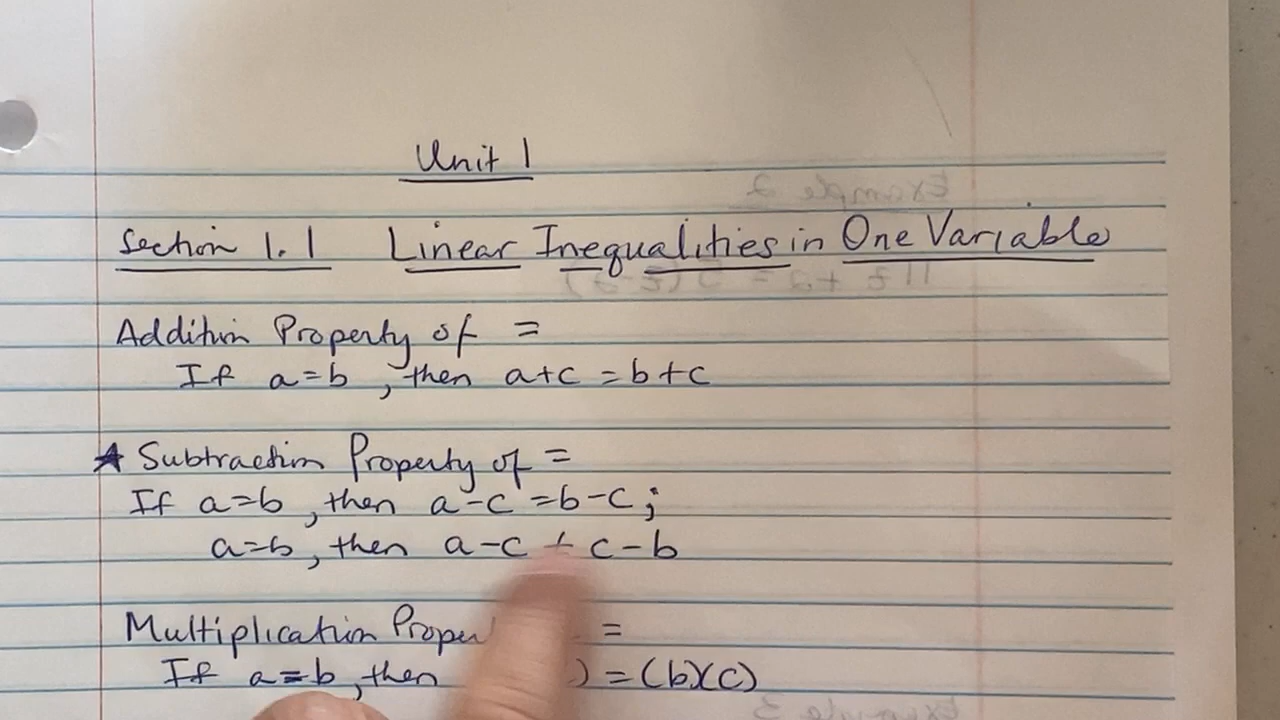 Unit 1
Section 1.1 Linear Inequalities in One Variable
Addition Property of =
If a=b, then a+c = b+c
★ Subtraction Property of =
If a=b, then a-c = b-c;
a=b, then a-c ≠ c-b
Multiplication =
If a=b, then ) = (b)(c)